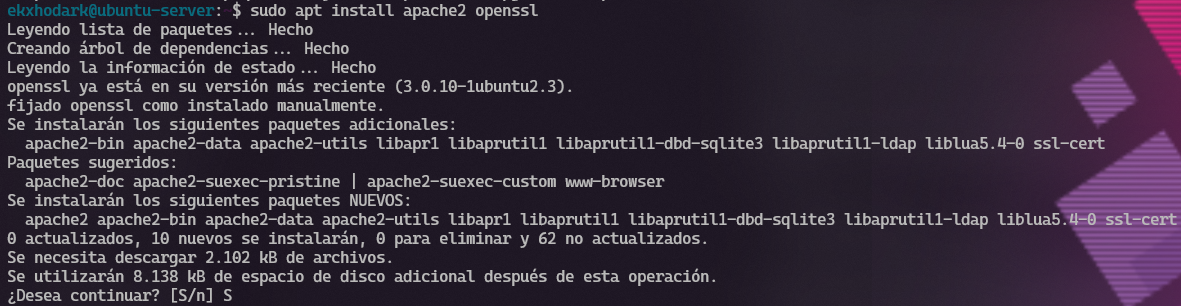 ekxhodark@ubuntu-server: $ sudo apt install apache2 openssl
Leyendo lista de paquetes... Hecho
Creando árbol de dependencias... Hecho
Leyendo la información de estado... Hecho
openssl ya está en su versión más reciente (3.0.10-1ubuntu2.3).
fijado openssl como instalado manualmente.
Se instalarán los siguientes paquetes adicionales:
  apache2-bin apache2-data apache2-utils libapr1 libaprutil1 libaprutil1-dbd-sqlite3 libaprutil1-ldap liblua5.4-0 ssl-cert
Paquetes sugeridos:
  apache2-doc apache2-suexec-pristine | apache2-suexec-custom www-browser
Se instalarán los siguientes paquetes NUEVOS:
  apache2 apache2-bin apache2-data apache2-utils libapr1 libaprutil1 libaprutil1-dbd-sqlite3 libaprutil1-ldap liblua5.4-0 ssl-cert
0 actualizados, 10 nuevos se instalarán, 0 para eliminar y 62 no actualizados.
Se necesita descargar 2.102 kB de archivos.
Se utilizarán 8.138 kB de espacio de disco adicional después de esta operación.
¿Desea continuar? [S/n] S